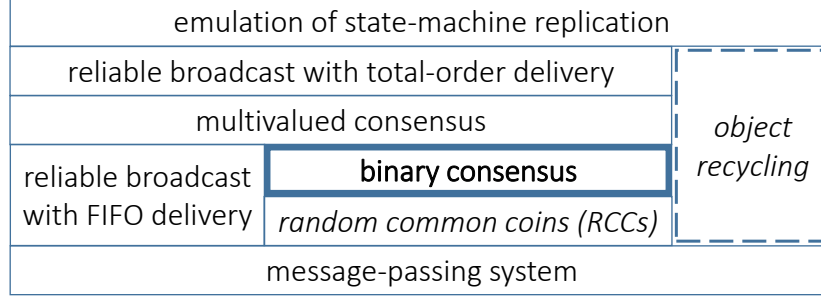 emulation of state-machine replication
reliable broadcast with total-order delivery
multivalued consensus
object
recycling
reliable broadcast
with FIFO delivery
binary consensus
random common coins (RCCs)
message-passing system